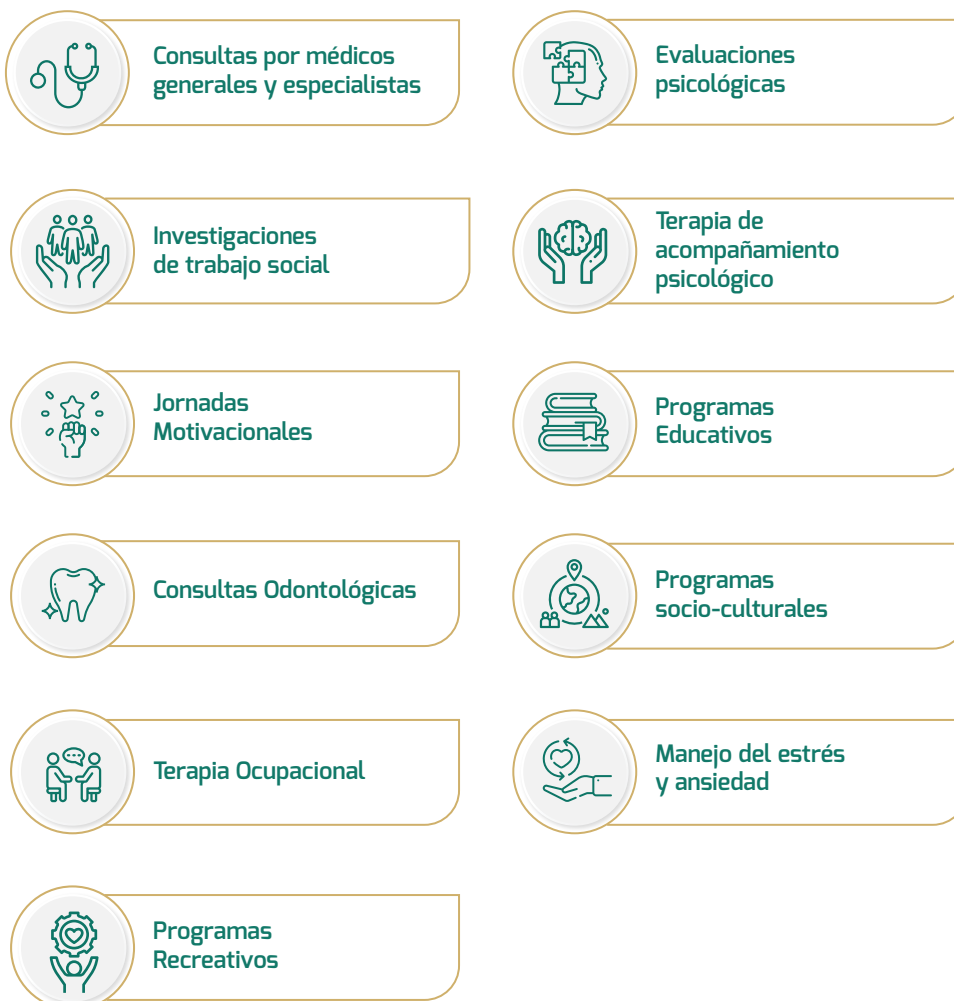 Consultas por médicos
generales y especialistas
Evaluaciones
psicológicas
Investigaciones
de trabajo social
Terapia de
acompañamiento
psicológico
Jornadas
Motivacionales
Programas
Educativos
Consultas Odontológicas
Programas
socio-culturales
Terapia Ocupacional
Manejo del estrés
y ansiedad
Programas
Recreativos